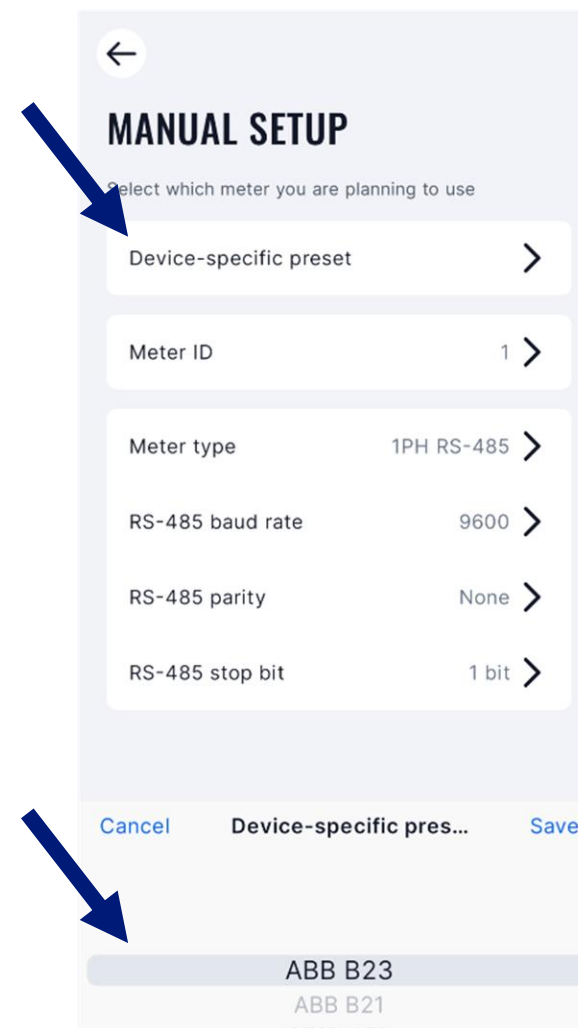 MANUAL SETUP
Select which meter you are planning to use
Device-specific preset
Meter ID 1
Meter type 1PH RS-485
RS-485 baud rate 9600
RS-485 parity None
RS-485 stop bit 1 bit
Cancel Device-specific pres... Save
ABB B23
ABB B21